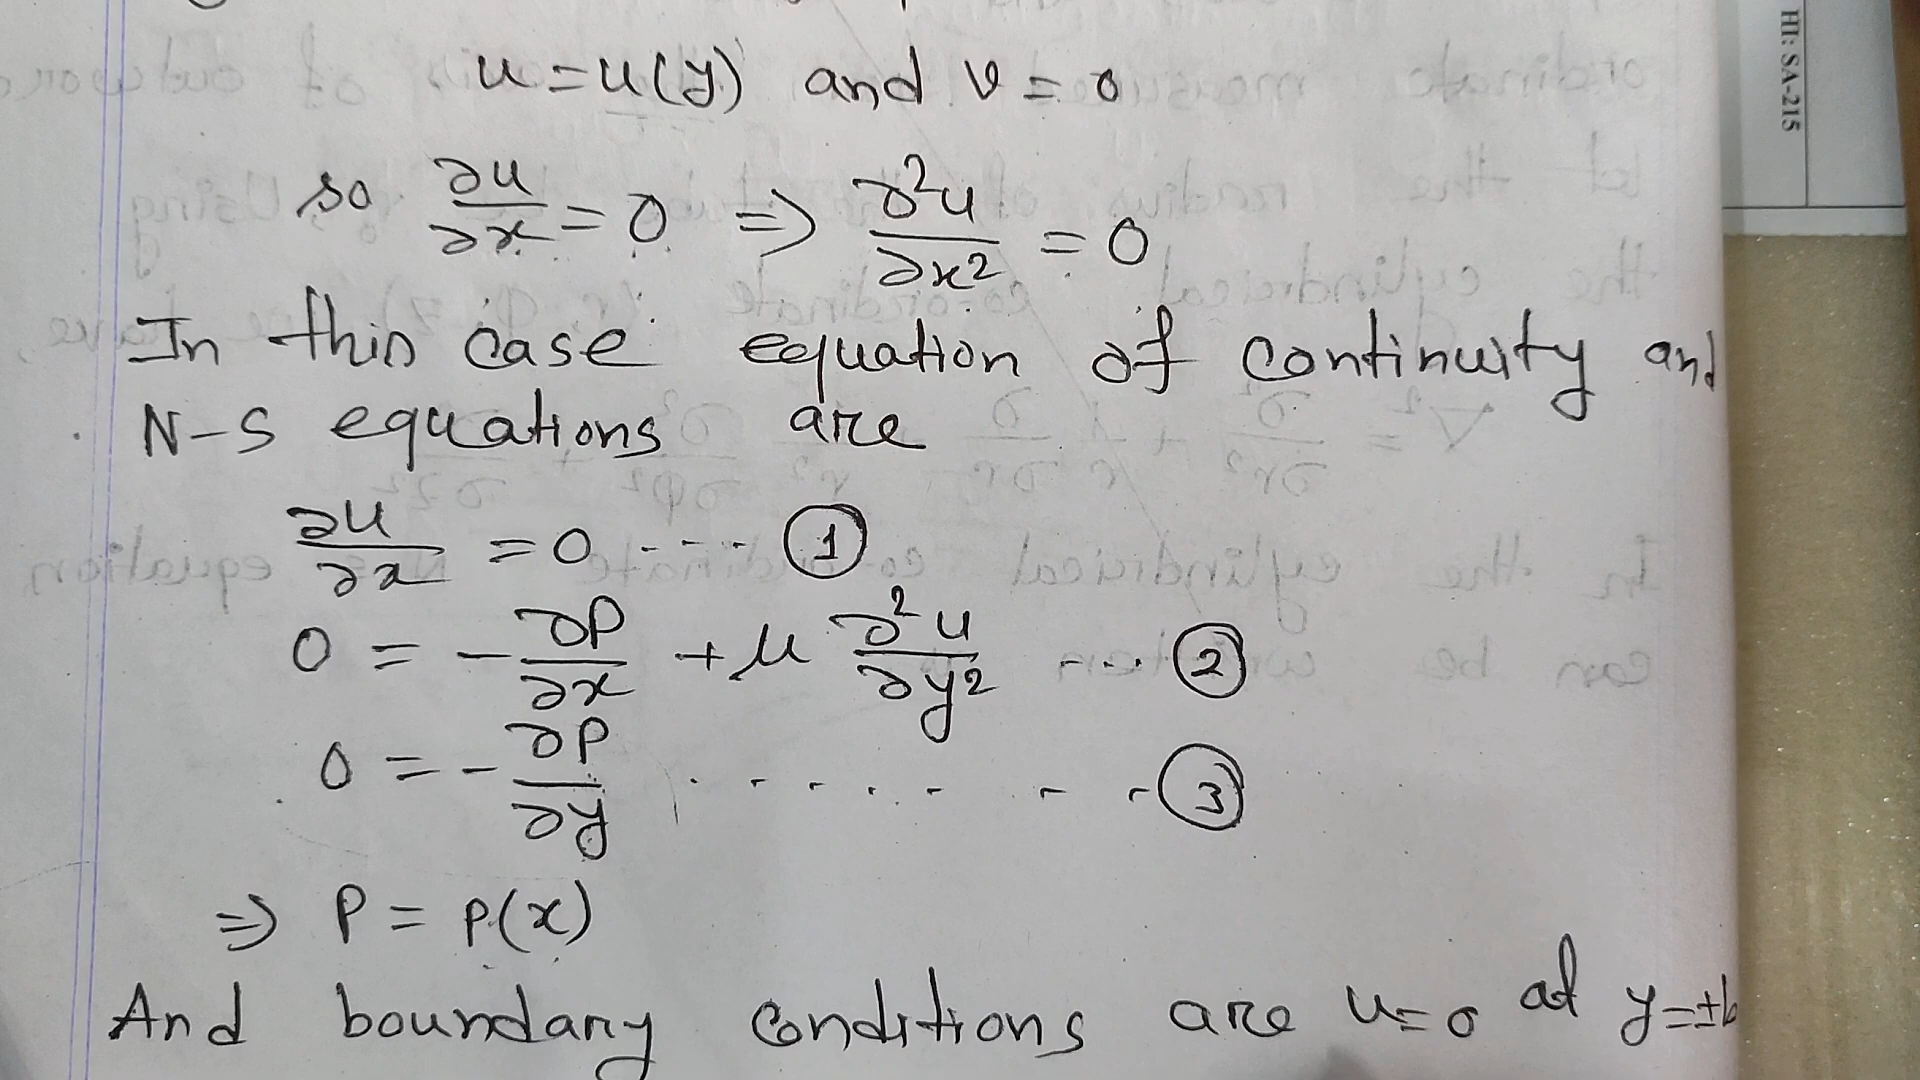 u = u(y) and v = 0
so ∂u/∂x = 0 ⇒ ∂²u/∂x² = 0
In this case equation of continuity and
N-S equations are
∂u/∂x = 0 ---- ①
0 = -∂P/∂x + μ ∂²u/∂y² ---- ②
0 = -∂P/∂y . - - . . - - - ③
⇒ P = P(x)
And boundary conditions are u=0 at y=±b
HI: SA-215